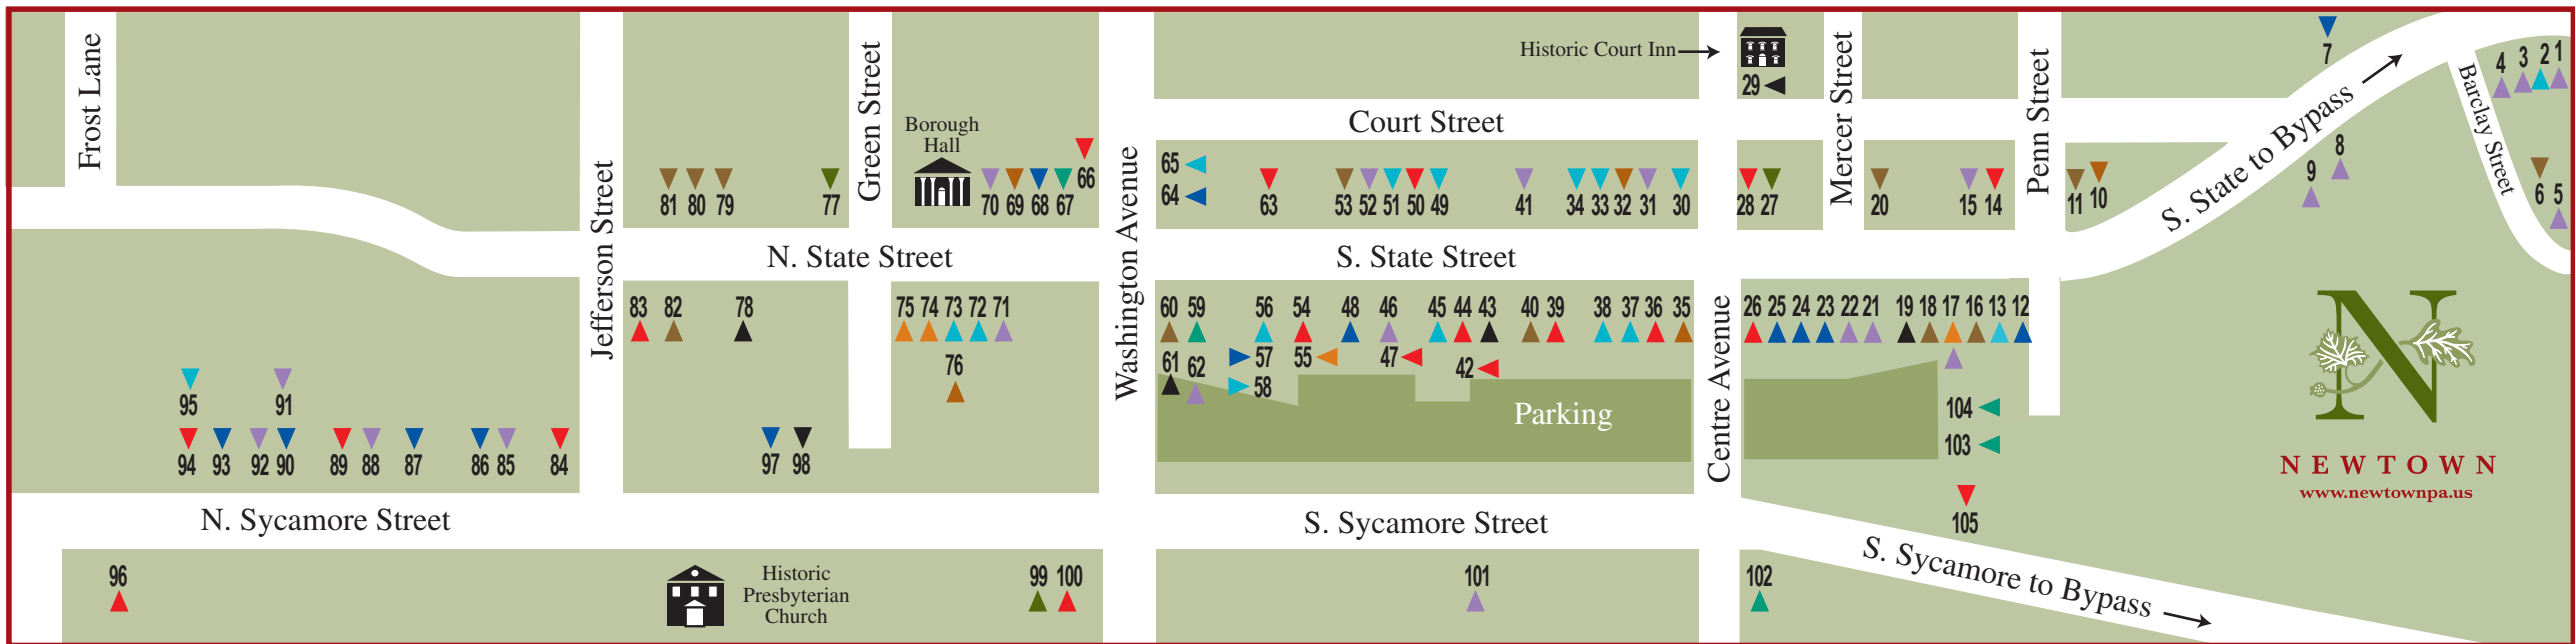 Frost Lane
Jefferson Street
Green Street
Washington Avenue
Centre Avenue
Mercer Street
Penn Street
Barclay Street
Historic Court Inn
29
Court Street
Borough
Hall
N. State Street
S. State Street
S. State to Bypass
7
4 3 2 1
8
9
6 5
81 80 79 77
70 69 68 67 66
65
64
63 53 52 51 50 49 41 34 33 32 31 30
28 27 20 15 14 11 10
83 82 78 75 74 73 72 71
76
60 59 56 54 48 46 45 44 43 40 39 38 37 36 35
61 62 57 55 47 42
58
26 25 24 23 22 21 19 18 17 16 13 12
Parking
104
103
105
95 91
94 93 92 90 89 88 87 86 85 84
97 98
N. Sycamore Street
S. Sycamore Street
S. Sycamore to Bypass
96
Historic
Presbyterian
Church
99 100
101
102
N
NEWTOWN
www.newtownpa.us